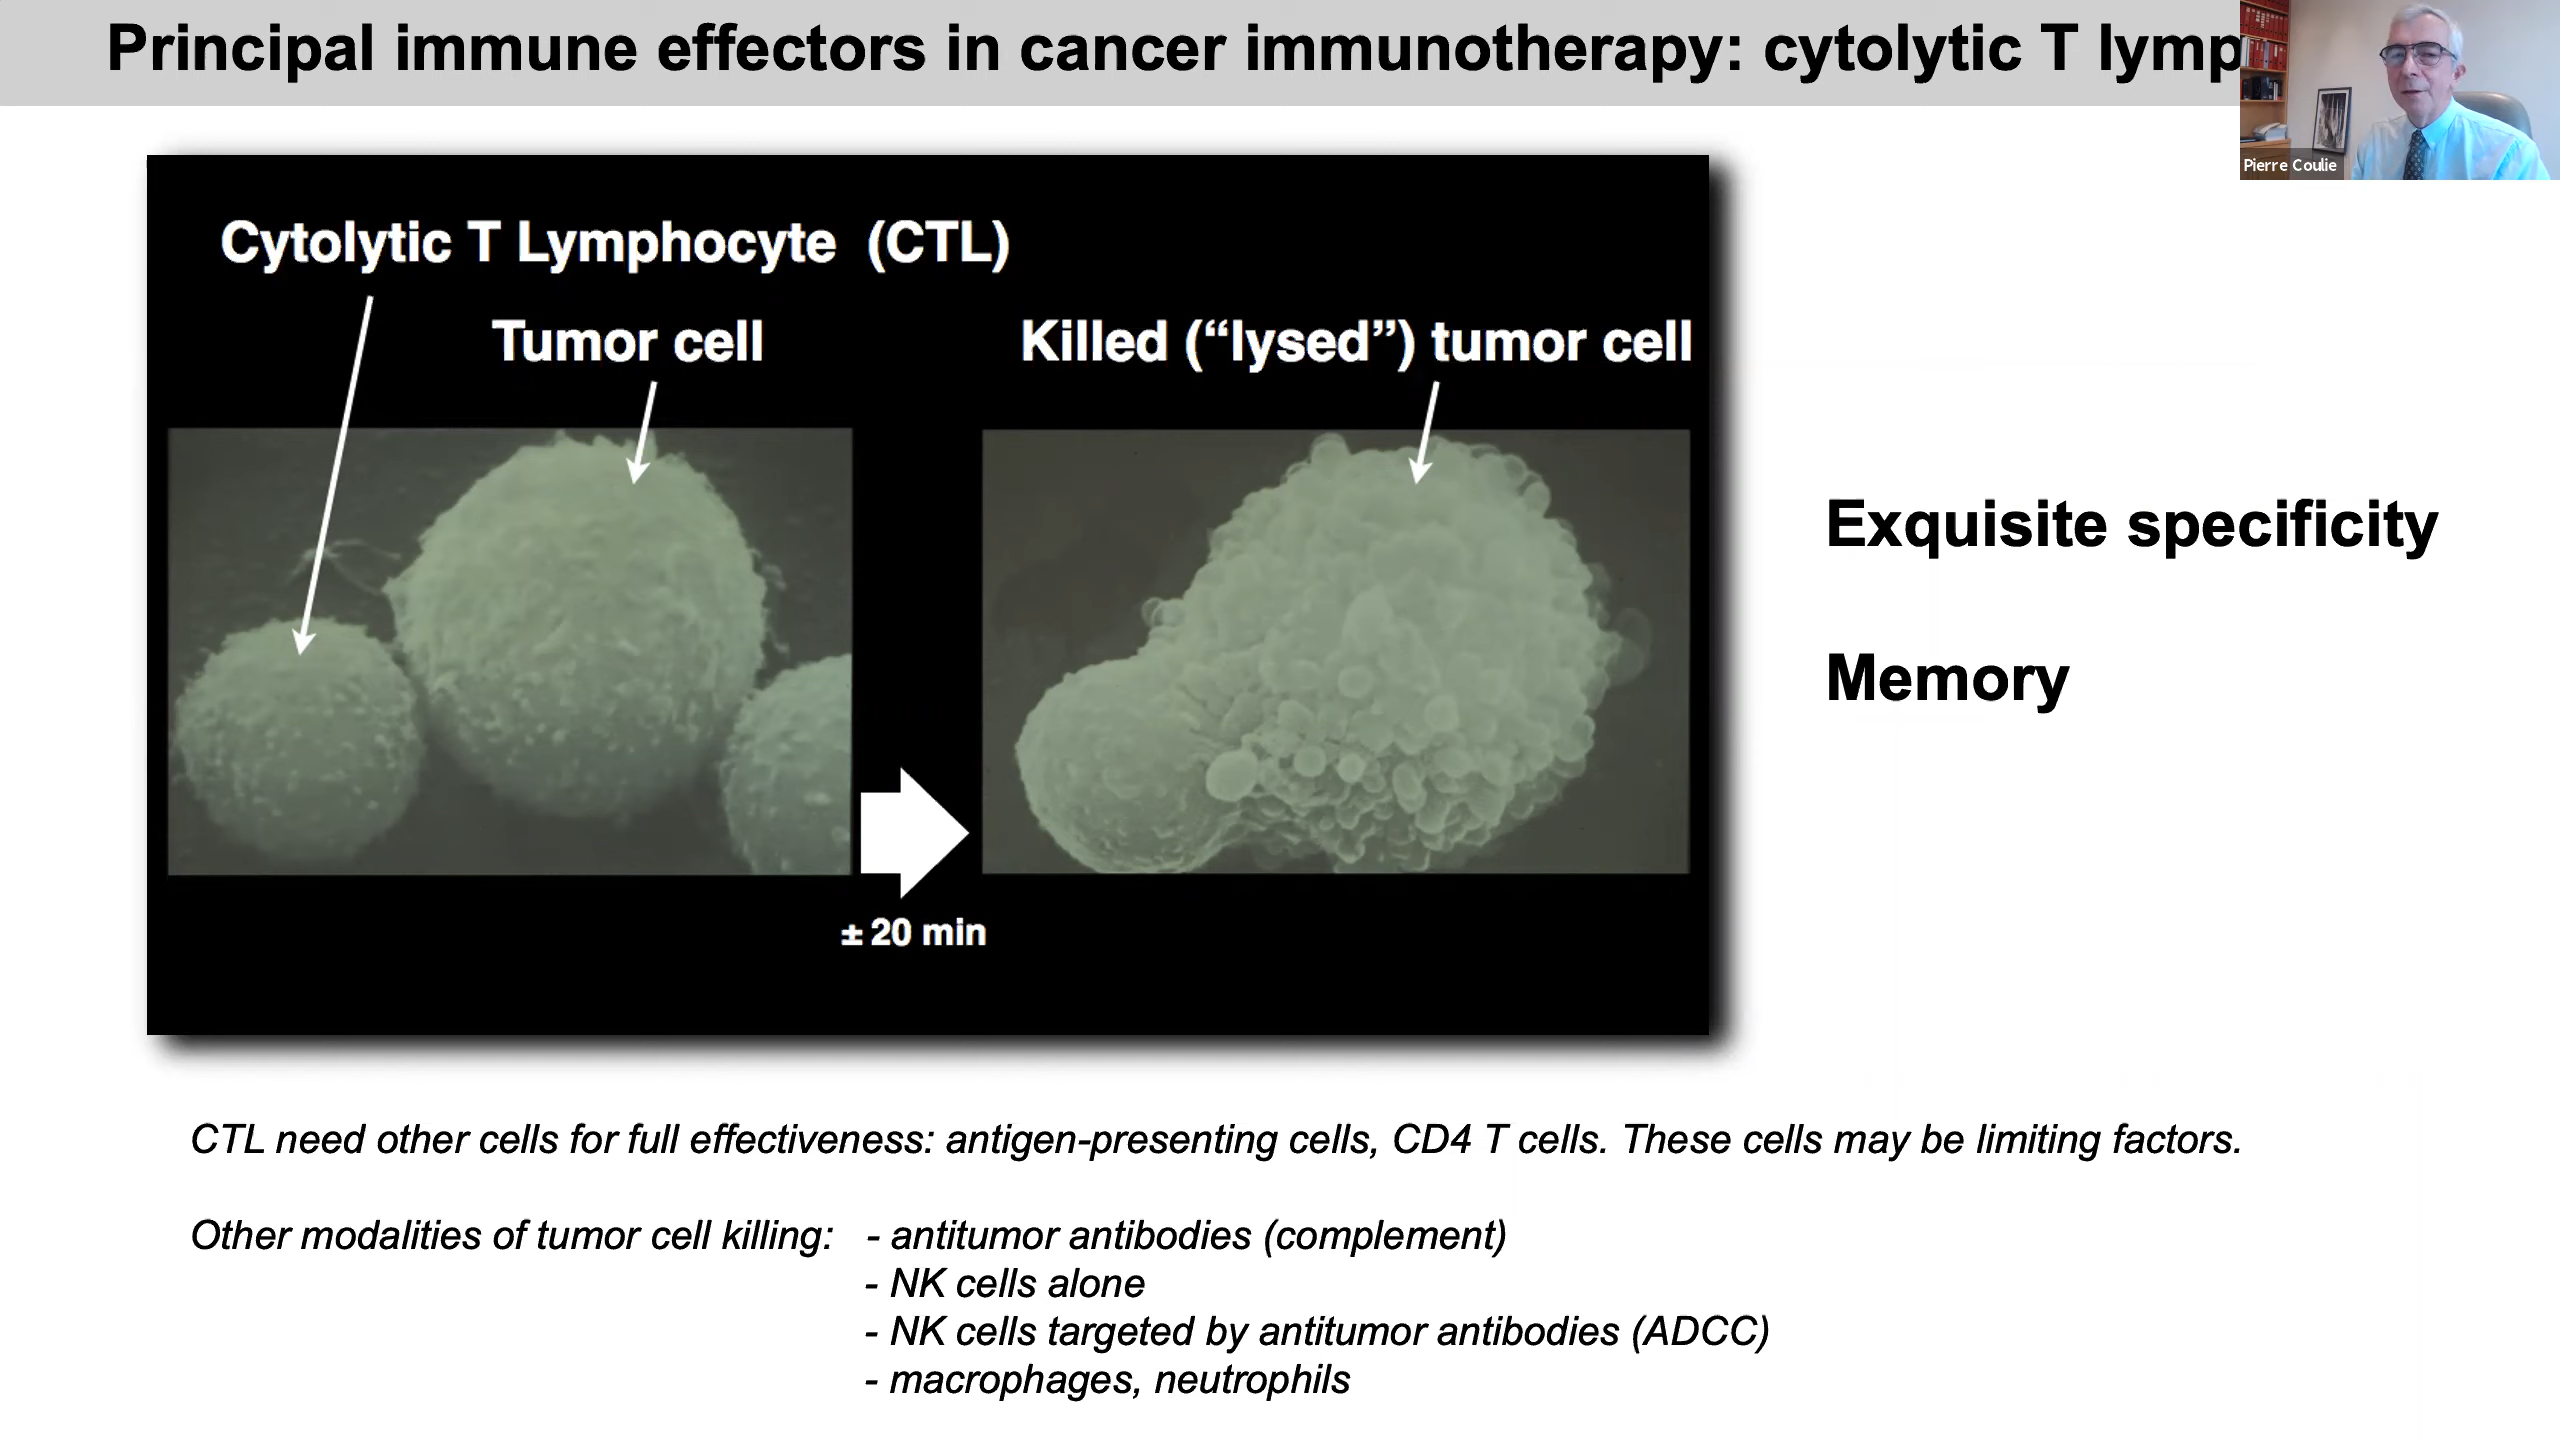 Principal immune effectors in cancer immunotherapy: cytolytic T lymp
Pierre Coulie
Cytolytic T Lymphocyte (CTL)
Tumor cell
Killed (“lysed”) tumor cell
± 20 min
Exquisite specificity
Memory
CTL need other cells for full effectiveness: antigen-presenting cells, CD4 T cells. These cells may be limiting factors.
Other modalities of tumor cell killing: - antitumor antibodies (complement)
- NK cells alone
- NK cells targeted by antitumor antibodies (ADCC)
- macrophages, neutrophils